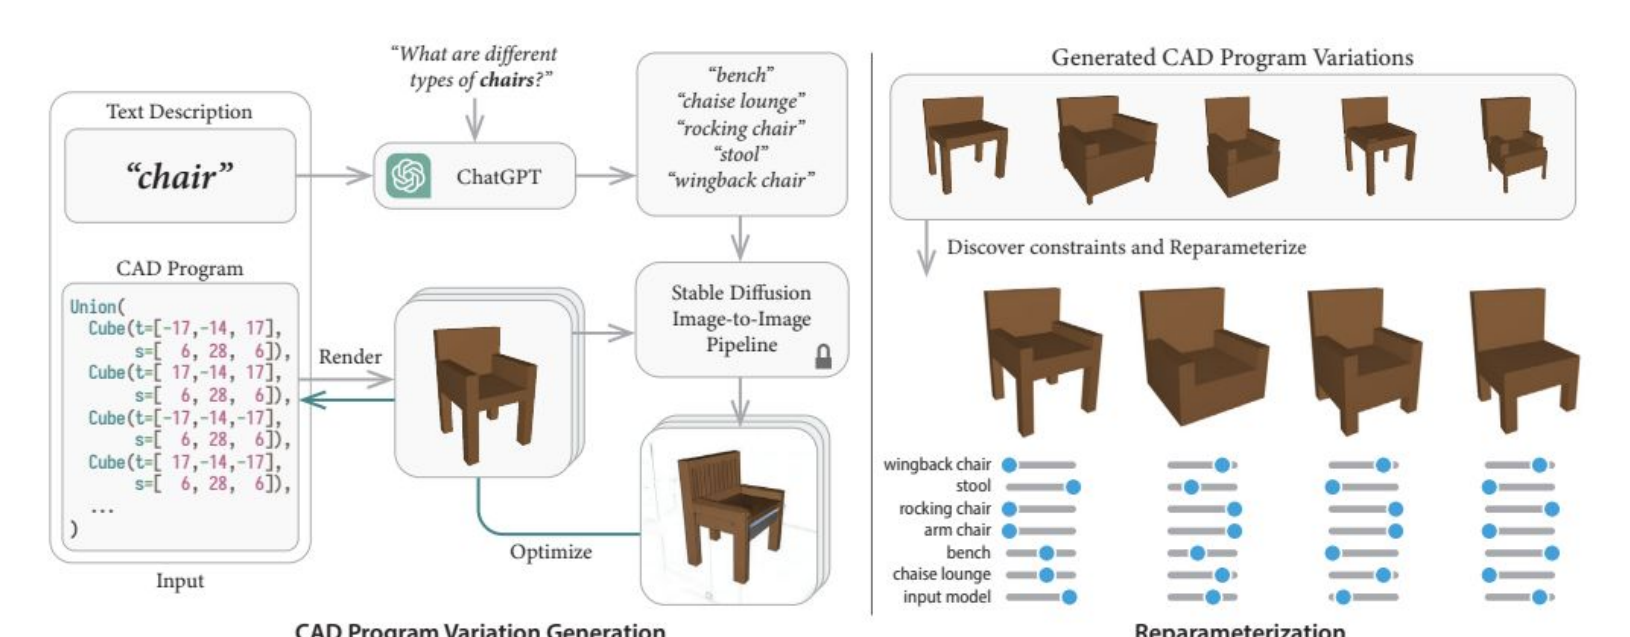 “What are different
types of chairs?”
Text Description
“chair”
ChatGPT
“bench”
“chaise lounge”
“rocking chair”
“stool”
“wingback chair”
CAD Program
Union(
Cube(t=[-17,-14, 17],
s=[ 6, 28, 6]),
Cube(t=[ 17,-14, 17],
s=[ 6, 28, 6]),
Cube(t=[-17,-14,-17],
s=[ 6, 28, 6]),
Cube(t=[ 17,-14,-17],
s=[ 6, 28, 6]),
...
)
Input
Render
Stable Diffusion
Image-to-Image
Pipeline
Optimize
CAD Program Variation Generation
Generated CAD Program Variations
Discover constraints and Reparameterize
wingback chair
stool
rocking chair
arm chair
bench
chaise lounge
input model
Reparameterization